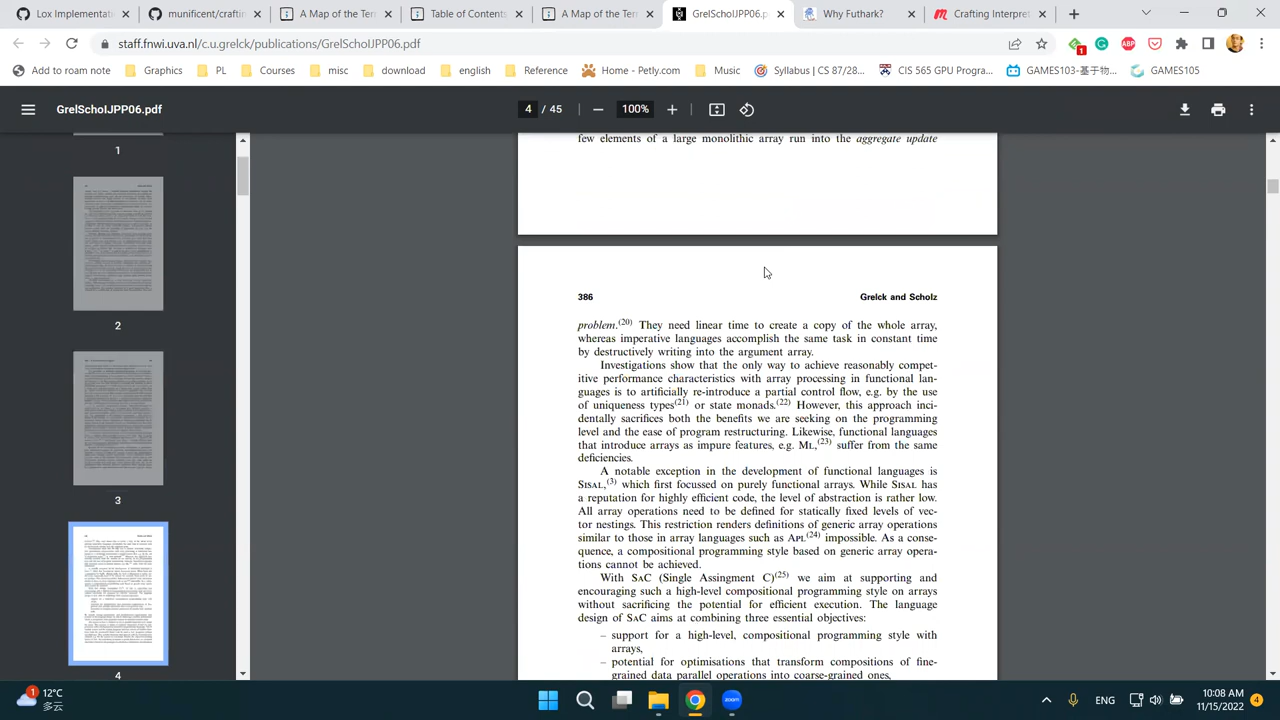 Lox Implementa
munificent/craftin
A Map of the Terr
Table of Contents
A Map of the Terr
GrelScholJPP06.pd
Why Futhark?
Crafting Interpret
staff.fnwi.uva.nl/c.u.grelck/publications/GrelScholJPP06.pdf
1
Add to roam note
Graphics
PL
Courses
misc
download
english
Reference
Home - Petly.com
Music
Syllabus | CS 87/28...
CIS 565 GPU Progra...
GAMES103-基于物...
GAMES105
GrelScholJPP06.pdf
4 / 45
100%
1
2
3
4
few elements of a large monolithic array run into the aggregate update
386
Grelck and Scholz
problem.(20) They need linear time to create a copy of the whole array,
whereas imperative languages accomplish the same task in constant time
by destructively writing into the argument array.
Investigations show that the only way to achieve reasonably compet-
itive performance characteristics with array processing in functional lan-
guages is to artificially re-introduce a partial control flow, e.g. by the use
of uniqueness types(21) or state monads.(22) However, this approach inci-
dentally sacrifices both the benefits we are seeking on the programming
level and the ease of program restructuring. Likewise, functional languages
that introduce arrays as impure features, e.g. ML,(23) suffer from the same
deficiencies.
A notable exception in the development of functional languages is
SISAL,(3) which first focussed on purely functional arrays. While SISAL has
a reputation for highly efficient code, the level of abstraction is rather low.
All array operations need to be defined for statically fixed levels of vec-
tor nestings. This restriction renders definitions of generic array operations
similar to those in array languages such as APL(24) impossible. As a conse-
quence, a compositional programming style based on generic array opera-
tions cannot be achieved.
With SAC (Single Assingment C)(25) we aim at supporting and
encouraging such a high-level compositional programming style on arrays
without sacrificing the potential for efficient execution. The language
design of SAC aims at combining three essential objectives:
– support for a high-level, compositional programming style with
arrays,
– potential for optimisations that transform compositions of fine-
grained data parallel operations into coarse-grained ones,
1
12°C
多云
zoom
ENG
10:08 AM
11/15/2022
4